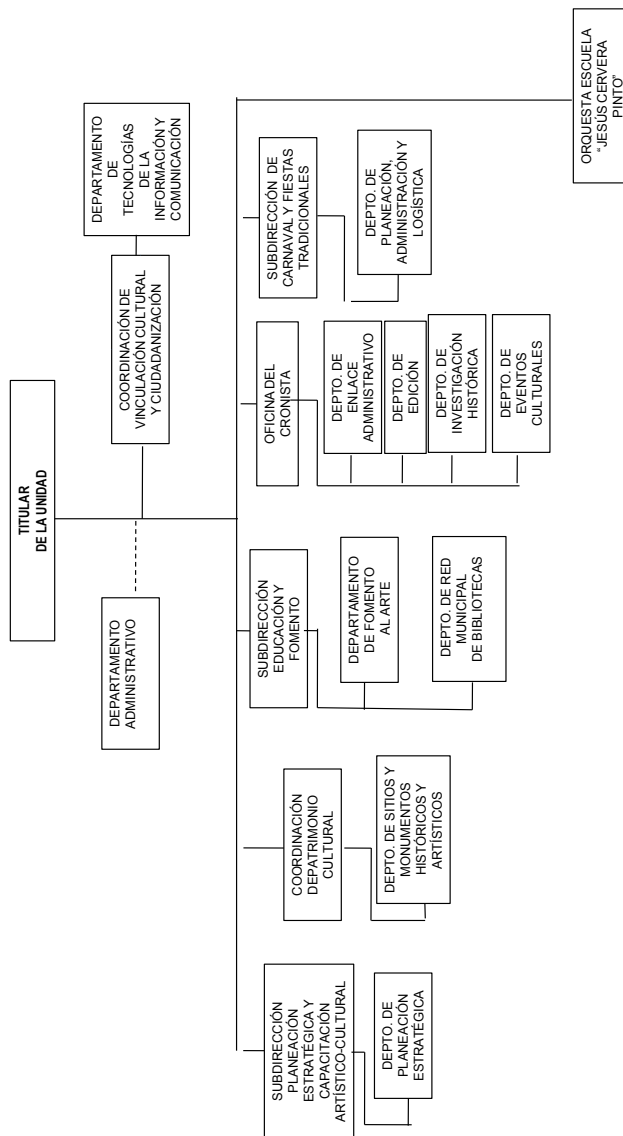 TITULAR
DE LA UNIDAD
DEPARTAMENTO
ADMINISTRATIVO
COORDINACIÓN DE
VINCULACIÓN CULTURAL
Y CIUDADANIZACIÓN
DEPARTAMENTO
DE
TECNOLOGÍAS
DE LA
INFORMACIÓN Y
COMUNICACIÓN
SUBDIRECCIÓN
PLANEACIÓN
ESTRATÉGICA Y
CAPACITACIÓN
ARTÍSTICO-CULTURAL
DEPTO. DE
PLANEACIÓN
ESTRATÉGICA
COORDINACIÓN
DEPATRIMONIO
CULTURAL
DEPTO. DE SITIOS Y
MONUMENTOS
HISTÓRICOS Y
ARTÍSTICOS
SUBDIRECCIÓN
EDUCACIÓN Y
FOMENTO
DEPARTAMENTO
DE FOMENTO
AL ARTE
DEPTO. DE RED
MUNICIPAL
DE BIBLIOTECAS
OFICINA DEL
CRONISTA
DEPTO. DE
ENLACE
ADMINISTRATIVO
DEPTO. DE
EDICIÓN
DEPTO. DE
INVESTIGACIÓN
HISTÓRICA
DEPTO. DE
EVENTOS
CULTURALES
SUBDIRECCIÓN DE
CARNAVAL Y FIESTAS
TRADICIONALES
DEPTO. DE
PLANEACIÓN,
ADMINISTRACIÓN Y
LOGÍSTICA
ORQUESTA ESCUELA
"JESÚS CERVERA
PINTO"